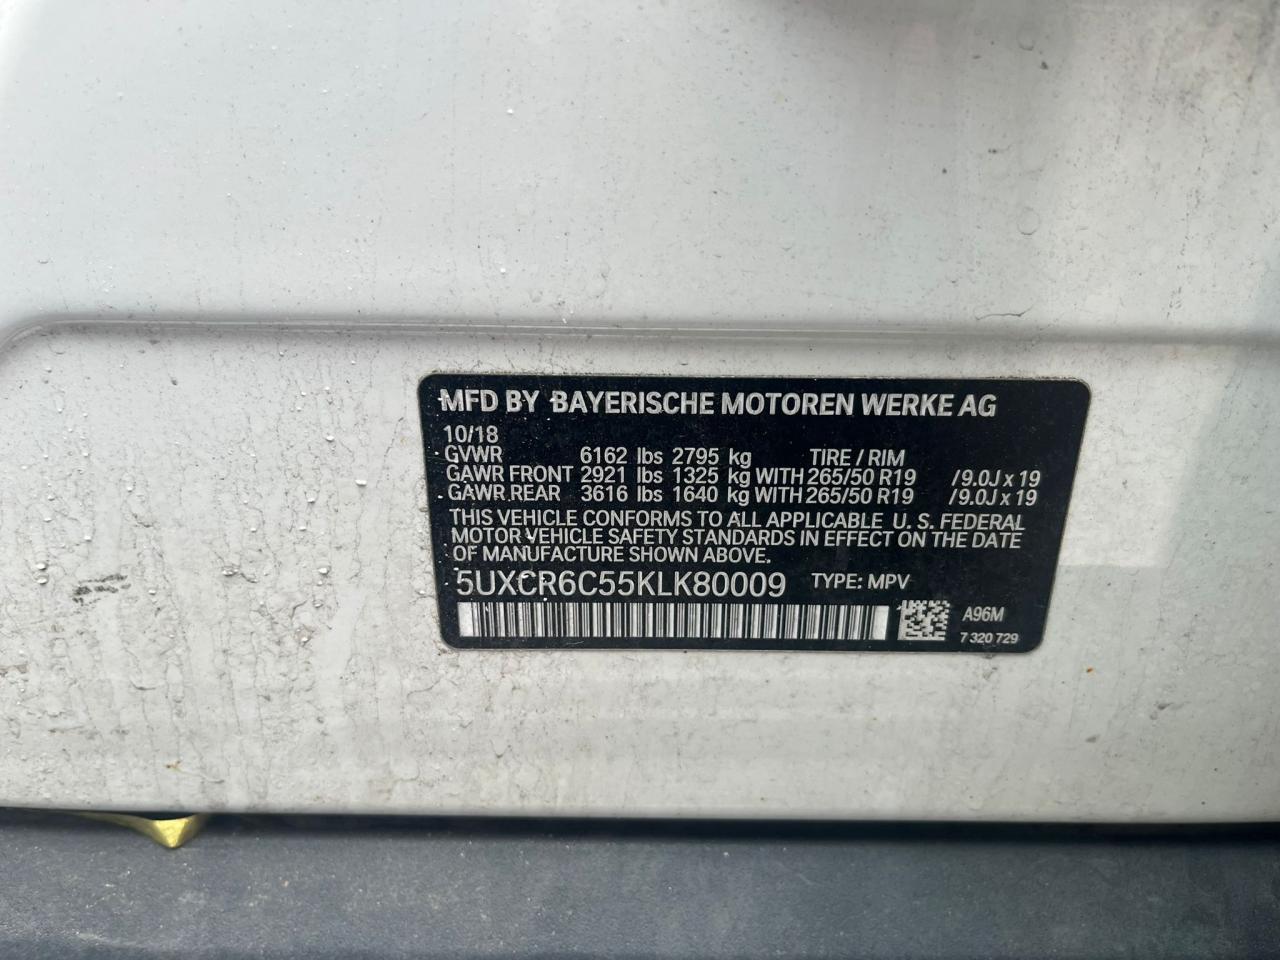 MFD BY BAYERISCHE MOTOREN WERKE AG
10/18
GVWR 6162 lbs 2795 kg TIRE / RIM
GAWR FRONT 2921 lbs 1325 kg WITH 265/50 R19 /9.0J x 19
GAWR REAR 3616 lbs 1640 kg WITH 265/50 R19 /9.0J x 19
THIS VEHICLE CONFORMS TO ALL APPLICABLE U. S. FEDERAL
MOTOR VEHICLE SAFETY STANDARDS IN EFFECT ON THE DATE
OF MANUFACTURE SHOWN ABOVE.
5UXCR6C55KLK80009 TYPE: MPV
A96M
7 320 729